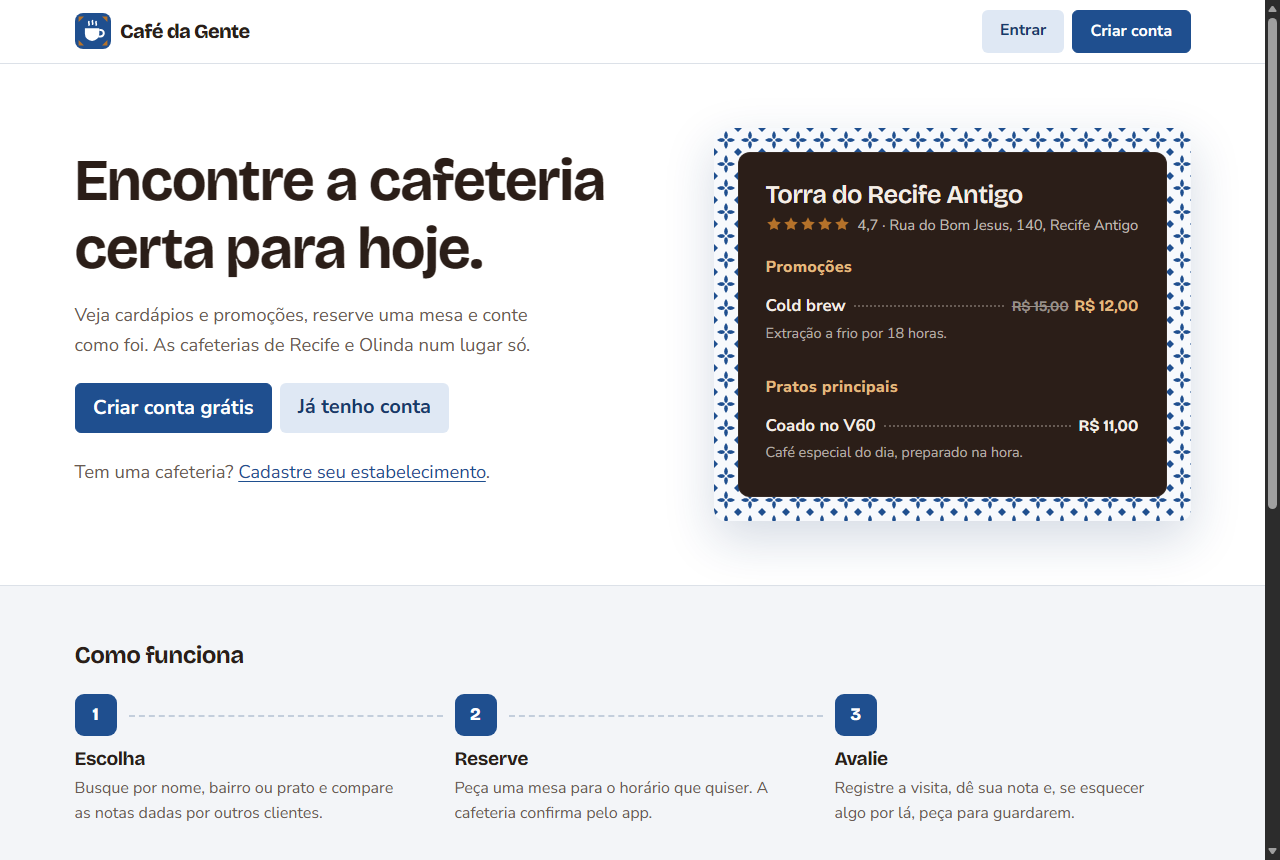 Café da Gente
Entrar
Criar conta
Encontre a cafeteria
certa para hoje.
Veja cardápios e promoções, reserve uma mesa e conte
como foi. As cafeterias de Recife e Olinda num lugar só.
Criar conta grátis
Já tenho conta
Tem uma cafeteria? Cadastre seu estabelecimento.
Torra do Recife Antigo
4,7 · Rua do Bom Jesus, 140, Recife Antigo
Promoções
Cold brew R$ 15,00 R$ 12,00
Extração a frio por 18 horas.
Pratos principais
Coado no V60 R$ 11,00
Café especial do dia, preparado na hora.
Como funciona
1
Escolha
Busque por nome, bairro ou prato e compare
as notas dadas por outros clientes.
2
Reserve
Peça uma mesa para o horário que quiser. A
cafeteria confirma pelo app.
3
Avalie
Registre a visita, dê sua nota e, se esquecer
algo por lá, peça para guardarem.